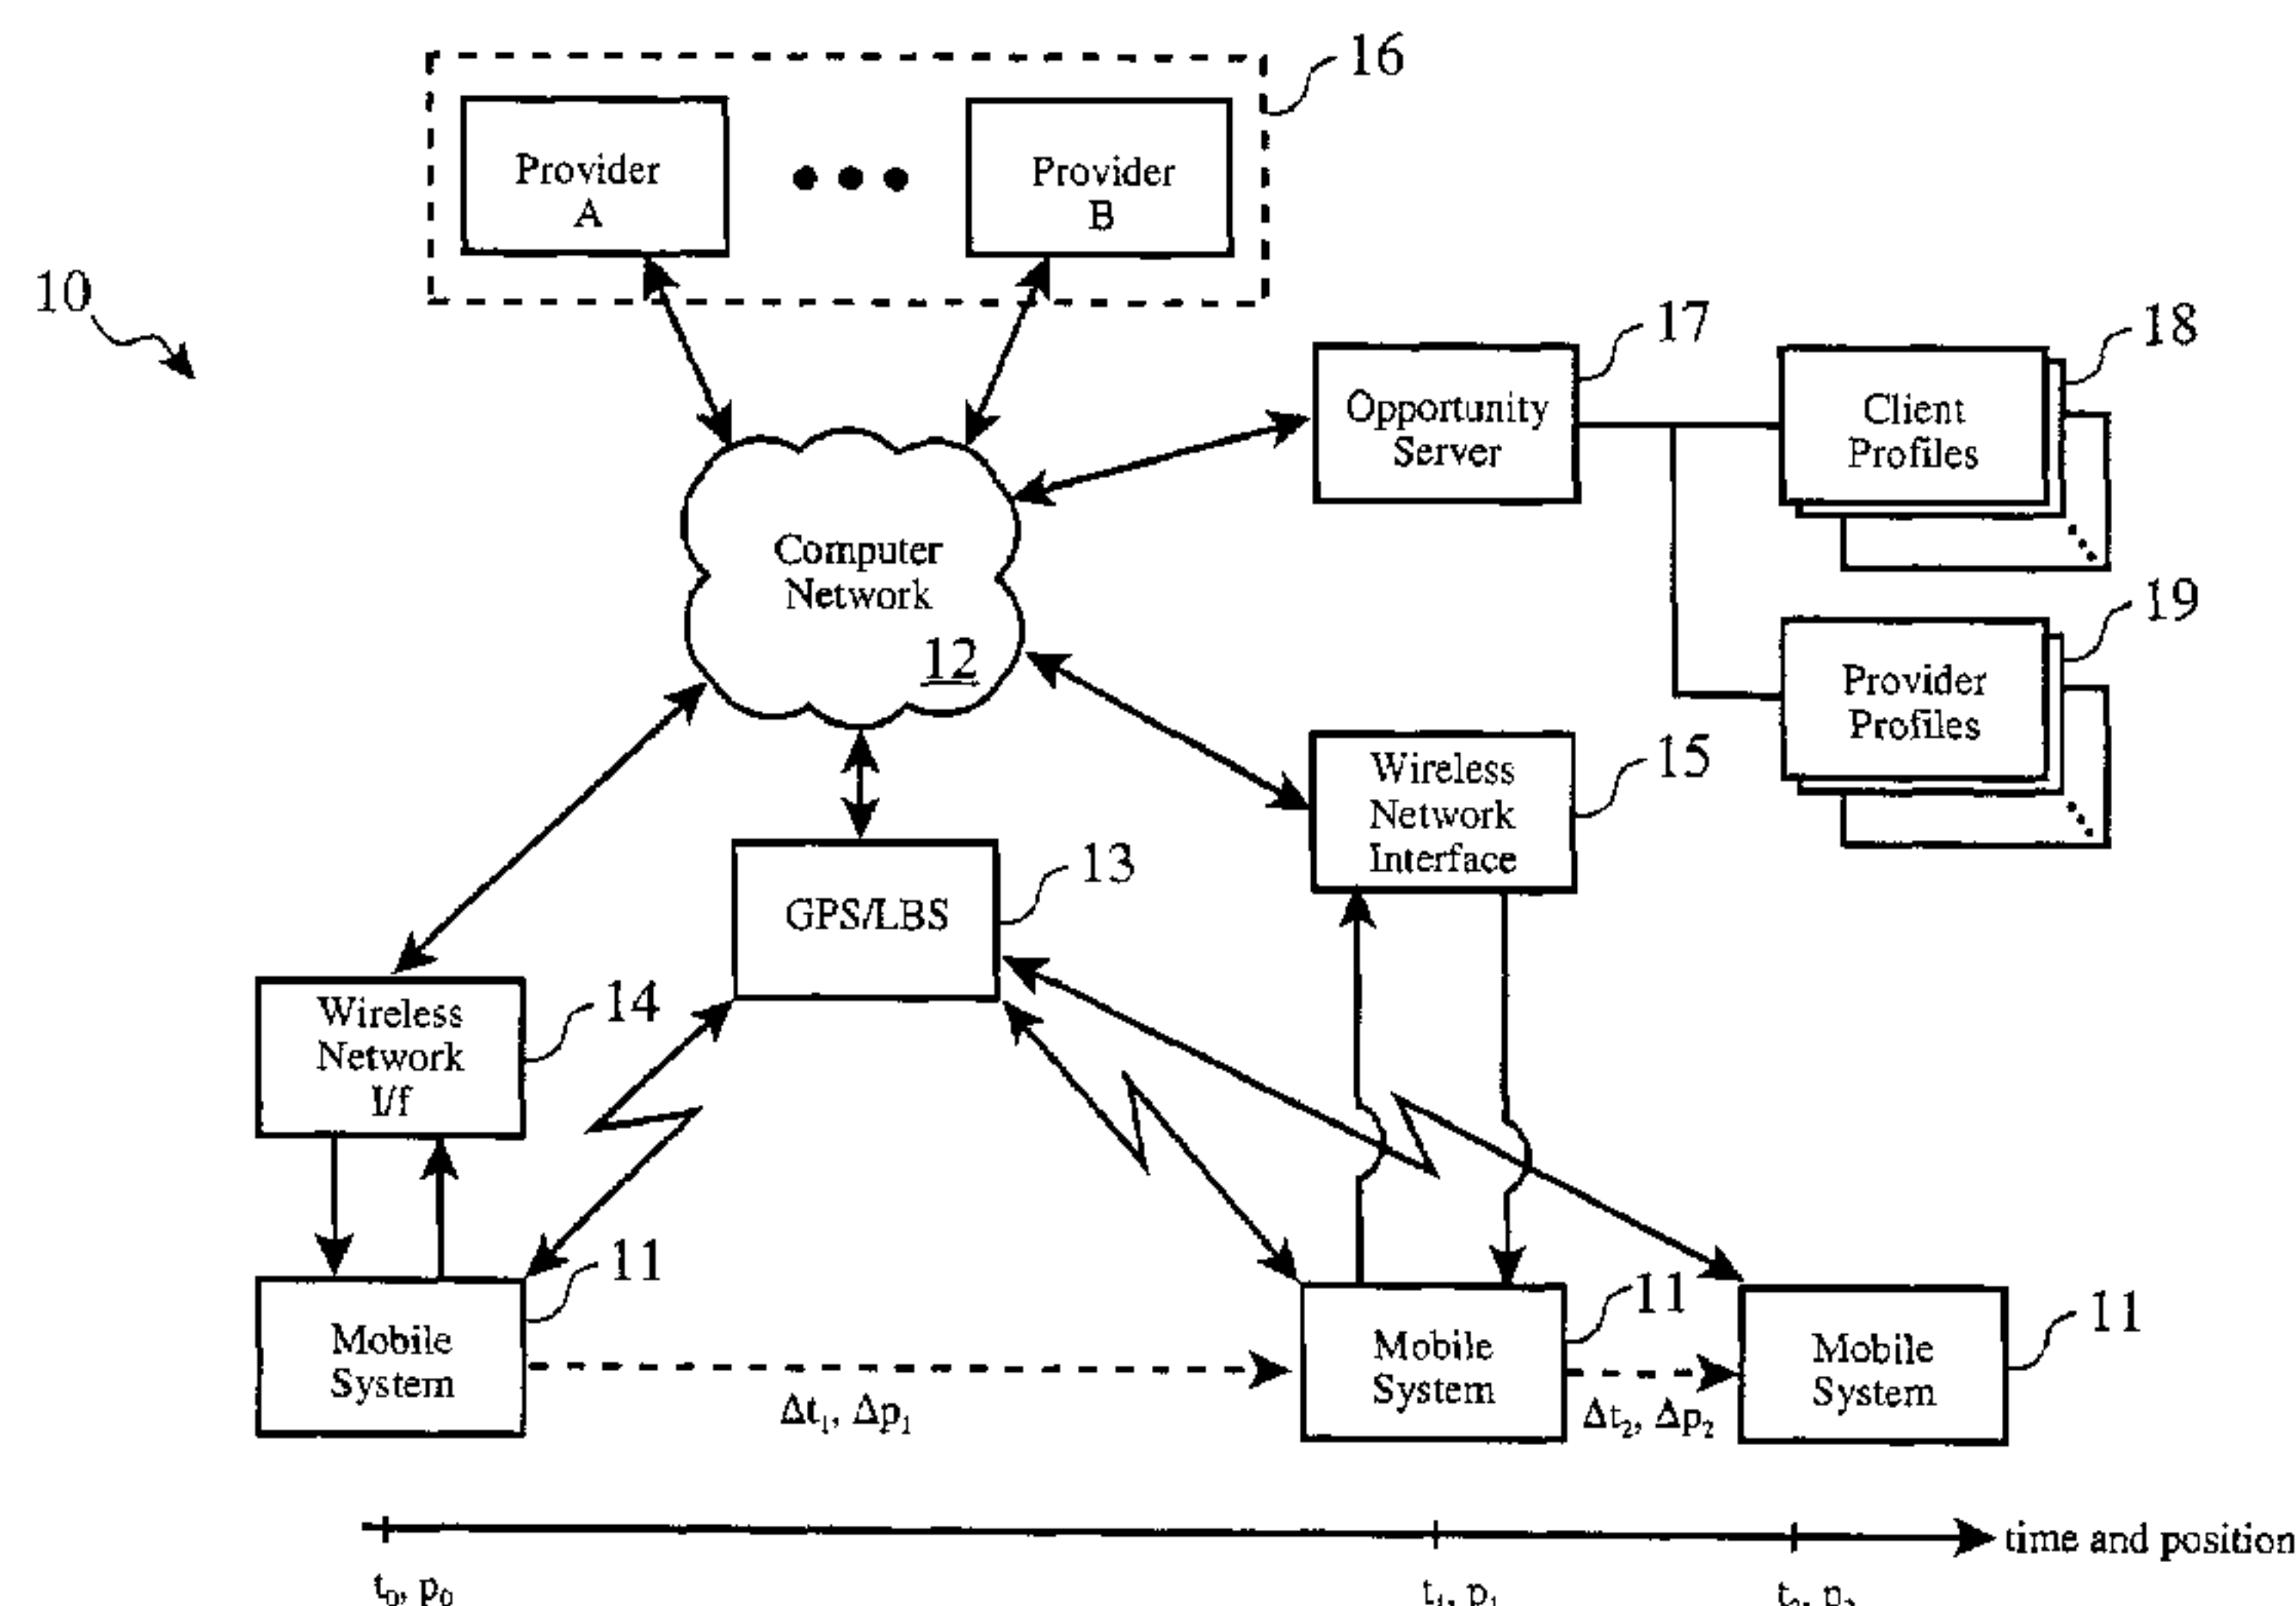 16
Provider
A
Provider
B
10
17
Opportunity
Server
18
Client
Profiles
Computer
Network
12
19
Provider
Profiles
15
Wireless
Network
Interface
13
GPS/LBS
14
Wireless
Network
I/f
11
Mobile
System
11
Mobile
System
11
Mobile
System
Δt₁, Δp₁
Δt₂, Δp₂
time and position
t₀, p₀
t₁, p₁
t₂, p₂